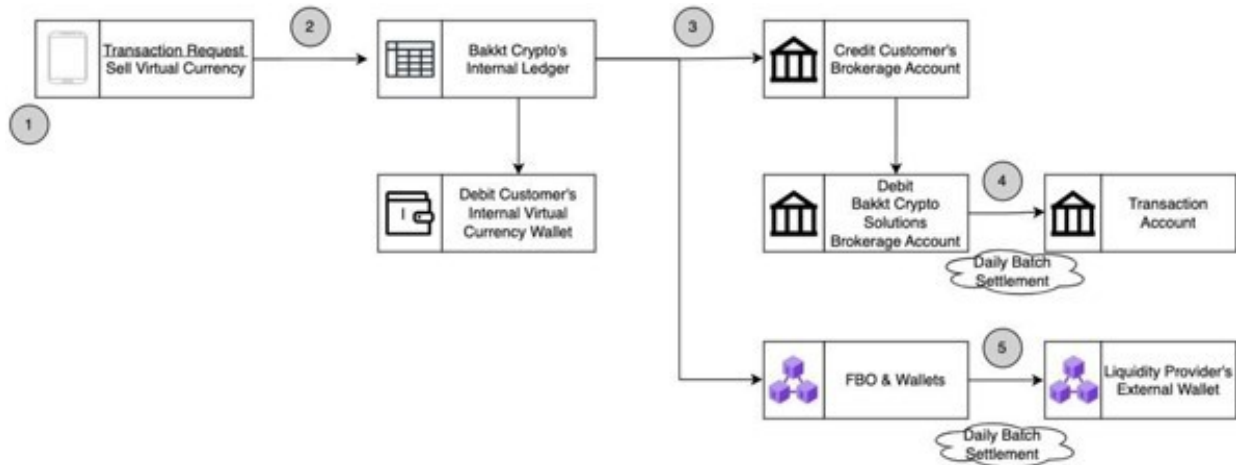 1
Transaction Request
Sell Virtual Currency
2
Bakkt Crypto's
Internal Ledger
Debit Customer's
Internal Virtual
Currency Wallet
3
Credit Customer's
Brokerage Account
Debit
Bakkt Crypto
Solutions
Brokerage Account
4
Daily Batch
Settlement
Transaction
Account
FBO & Wallets
5
Daily Batch
Settlement
Liquidity Provider's
External Wallet